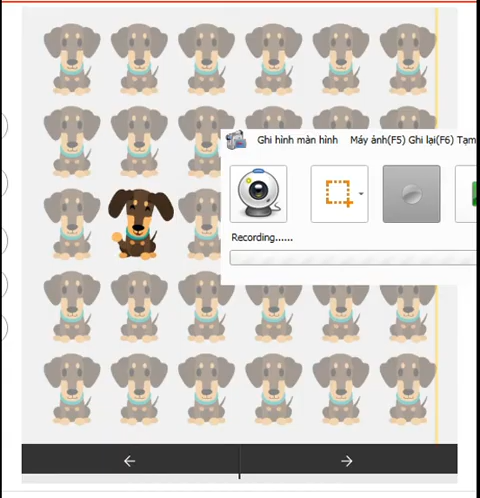 Ghi hình màn hình Máy ảnh(F5) Ghi lại(F6) Tạm
Recording......